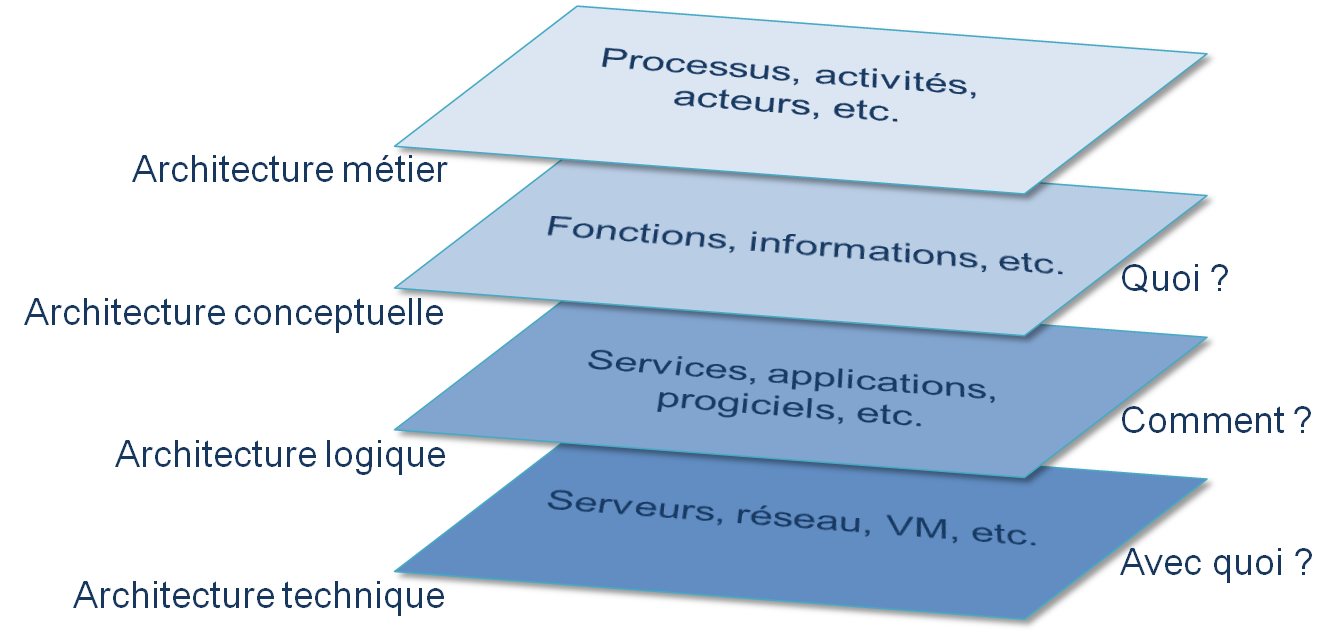 Processus, activités,
acteurs, etc.
Architecture métier
Fonctions, informations, etc.
Quoi ?
Architecture conceptuelle
Services, applications,
progiciels, etc.
Comment ?
Architecture logique
Serveurs, réseau, VM, etc.
Avec quoi ?
Architecture technique